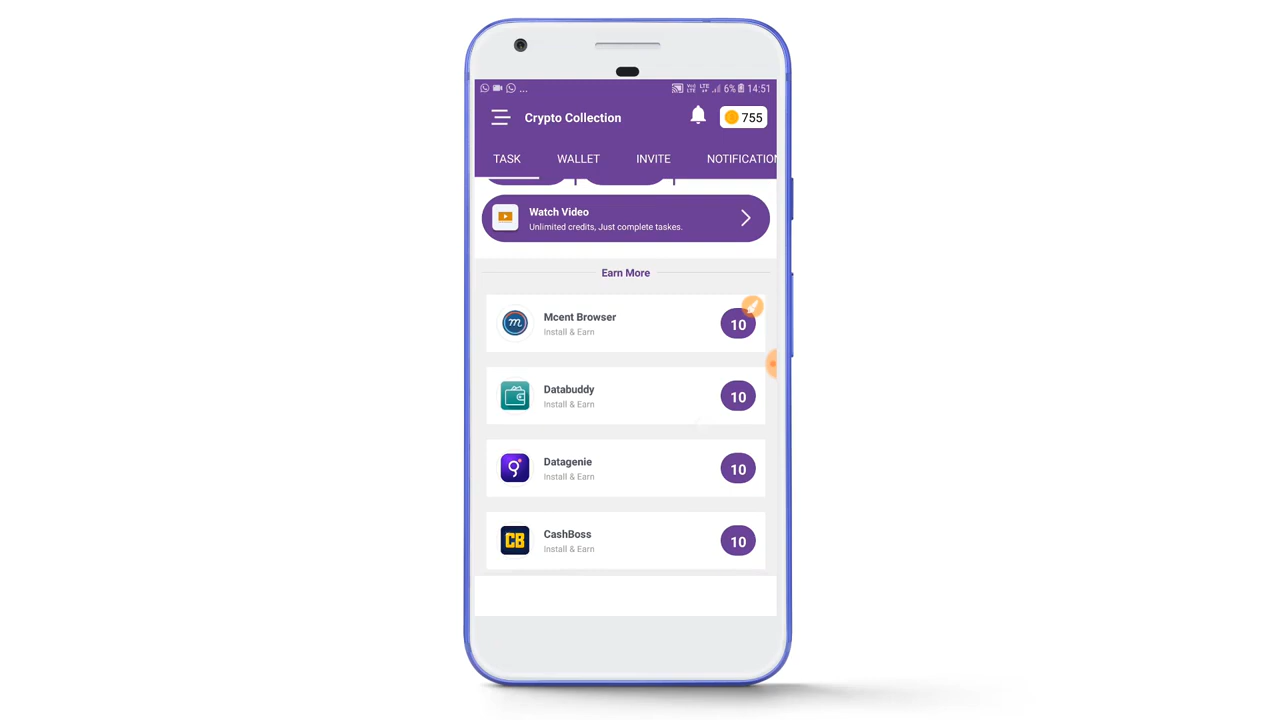 ... 6% 14:51
Crypto Collection 755
TASK WALLET INVITE NOTIFICATION
Watch Video
Unlimited credits, Just complete taskes.
Earn More
Mcent Browser
Install & Earn
10
Databuddy
Install & Earn
10
Datagenie
Install & Earn
10
CashBoss
Install & Earn
10